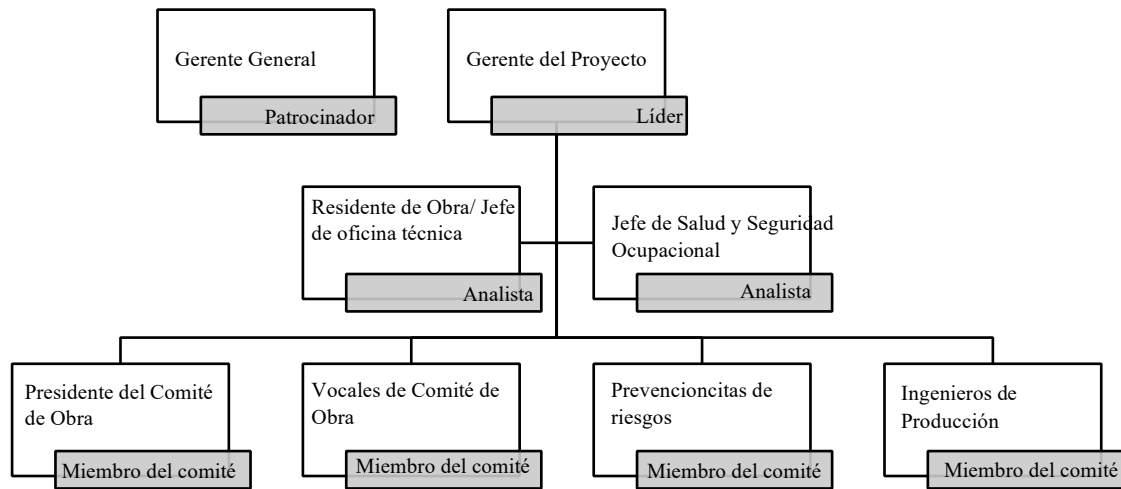 Gerente General
Patrocinador
Gerente del Proyecto
Líder
Residente de Obra/ Jefe
de oficina técnica
Analista
Jefe de Salud y Seguridad
Ocupacional
Analista
Presidente del Comité
de Obra
Miembro del comité
Vocales de Comité de
Obra
Miembro del comité
Prevencioncitas de
riesgos
Miembro del comité
Ingenieros de
Producción
Miembro del comité